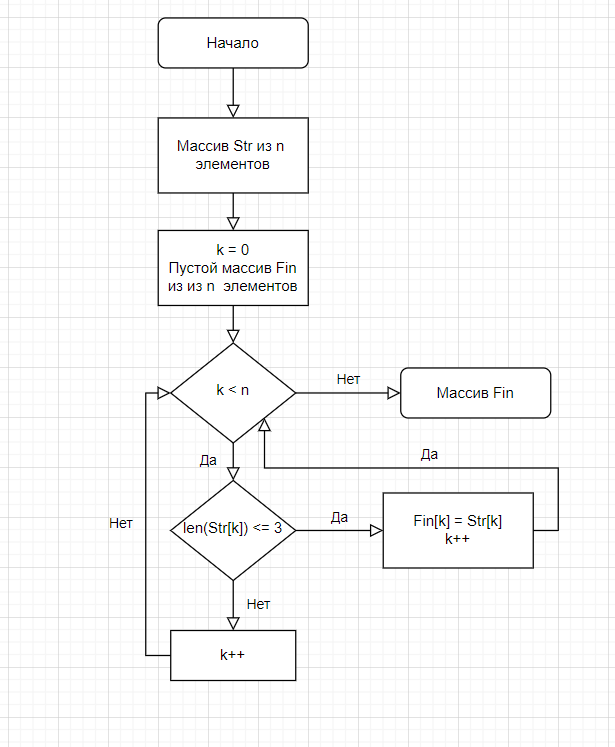 Начало
Массив Str из n
элементов
k = 0
Пустой массив Fin
из из n элементов
k < n
Нет
Массив Fin
Да
Да
len(Str[k]) <= 3
Да
Fin[k] = Str[k]
k++
Нет
Нет
k++